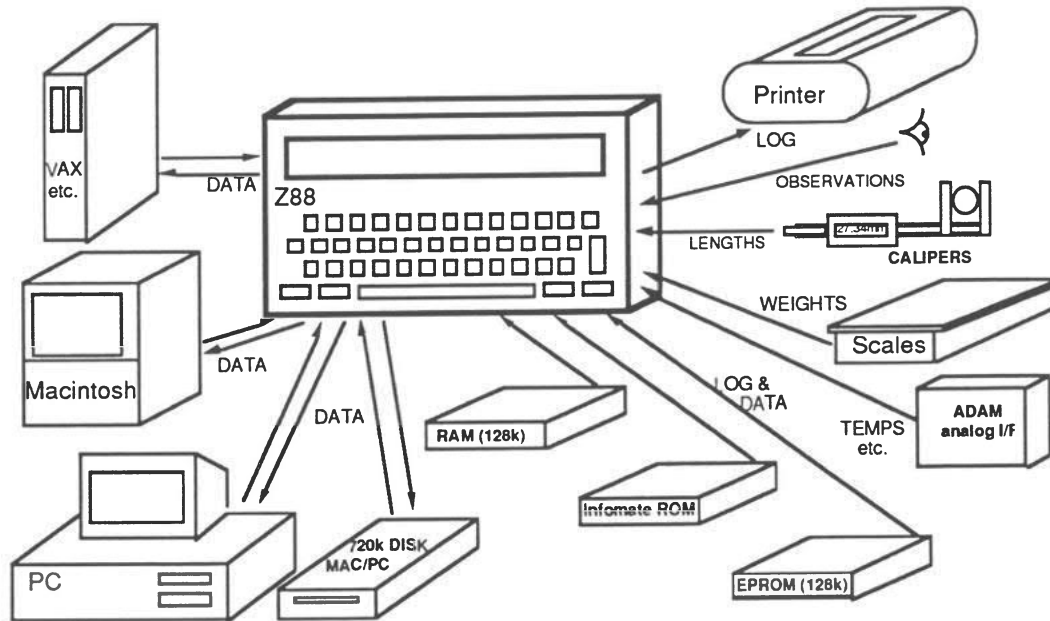 Printer
LOG
VAX
etc.
DATA
OBSERVATIONS
Z88
27.34mm
LENGTHS
CALIPERS
WEIGHTS
Scales
Macintosh
DATA
LOG &
DATA
DATA
RAM (128k)
TEMPS
etc.
ADAM
analog I/F
Infomate ROM
720k DISK
MAC/PC
PC
EPROM (128k)